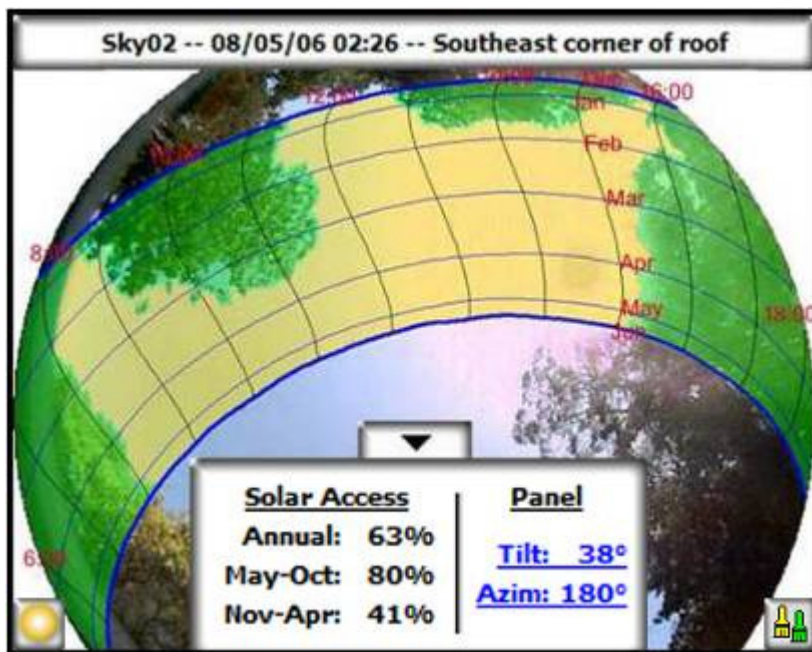 Sky02 -- 08/05/06 02:26 -- Southeast corner of roof
16:00
Jan
Feb
Mar
Apr
May
Jun
18:00
Solar Access
Annual: 63%
May-Oct: 80%
Nov-Apr: 41%
Panel
Tilt: 38°
Azim: 180°